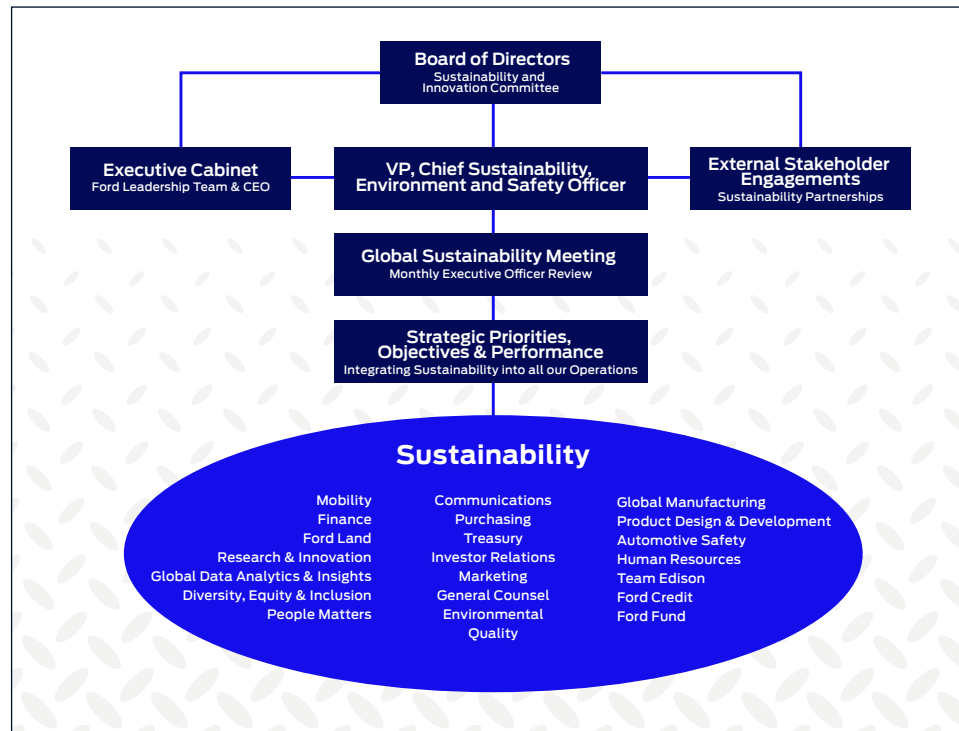 Board of Directors
Sustainability and
Innovation Committee
Executive Cabinet
Ford Leadership Team & CEO
VP, Chief Sustainability,
Environment and Safety Officer
External Stakeholder
Engagements
Sustainability Partnerships
Global Sustainability Meeting
Monthly Executive Officer Review
Strategic Priorities,
Objectives & Performance
Integrating Sustainability into all our Operations
Sustainability
Mobility
Finance
Ford Land
Research & Innovation
Global Data Analytics & Insights
Diversity, Equity & Inclusion
People Matters
Communications
Purchasing
Treasury
Investor Relations
Marketing
General Counsel
Environmental
Quality
Global Manufacturing
Product Design & Development
Automotive Safety
Human Resources
Team Edison
Ford Credit
Ford Fund